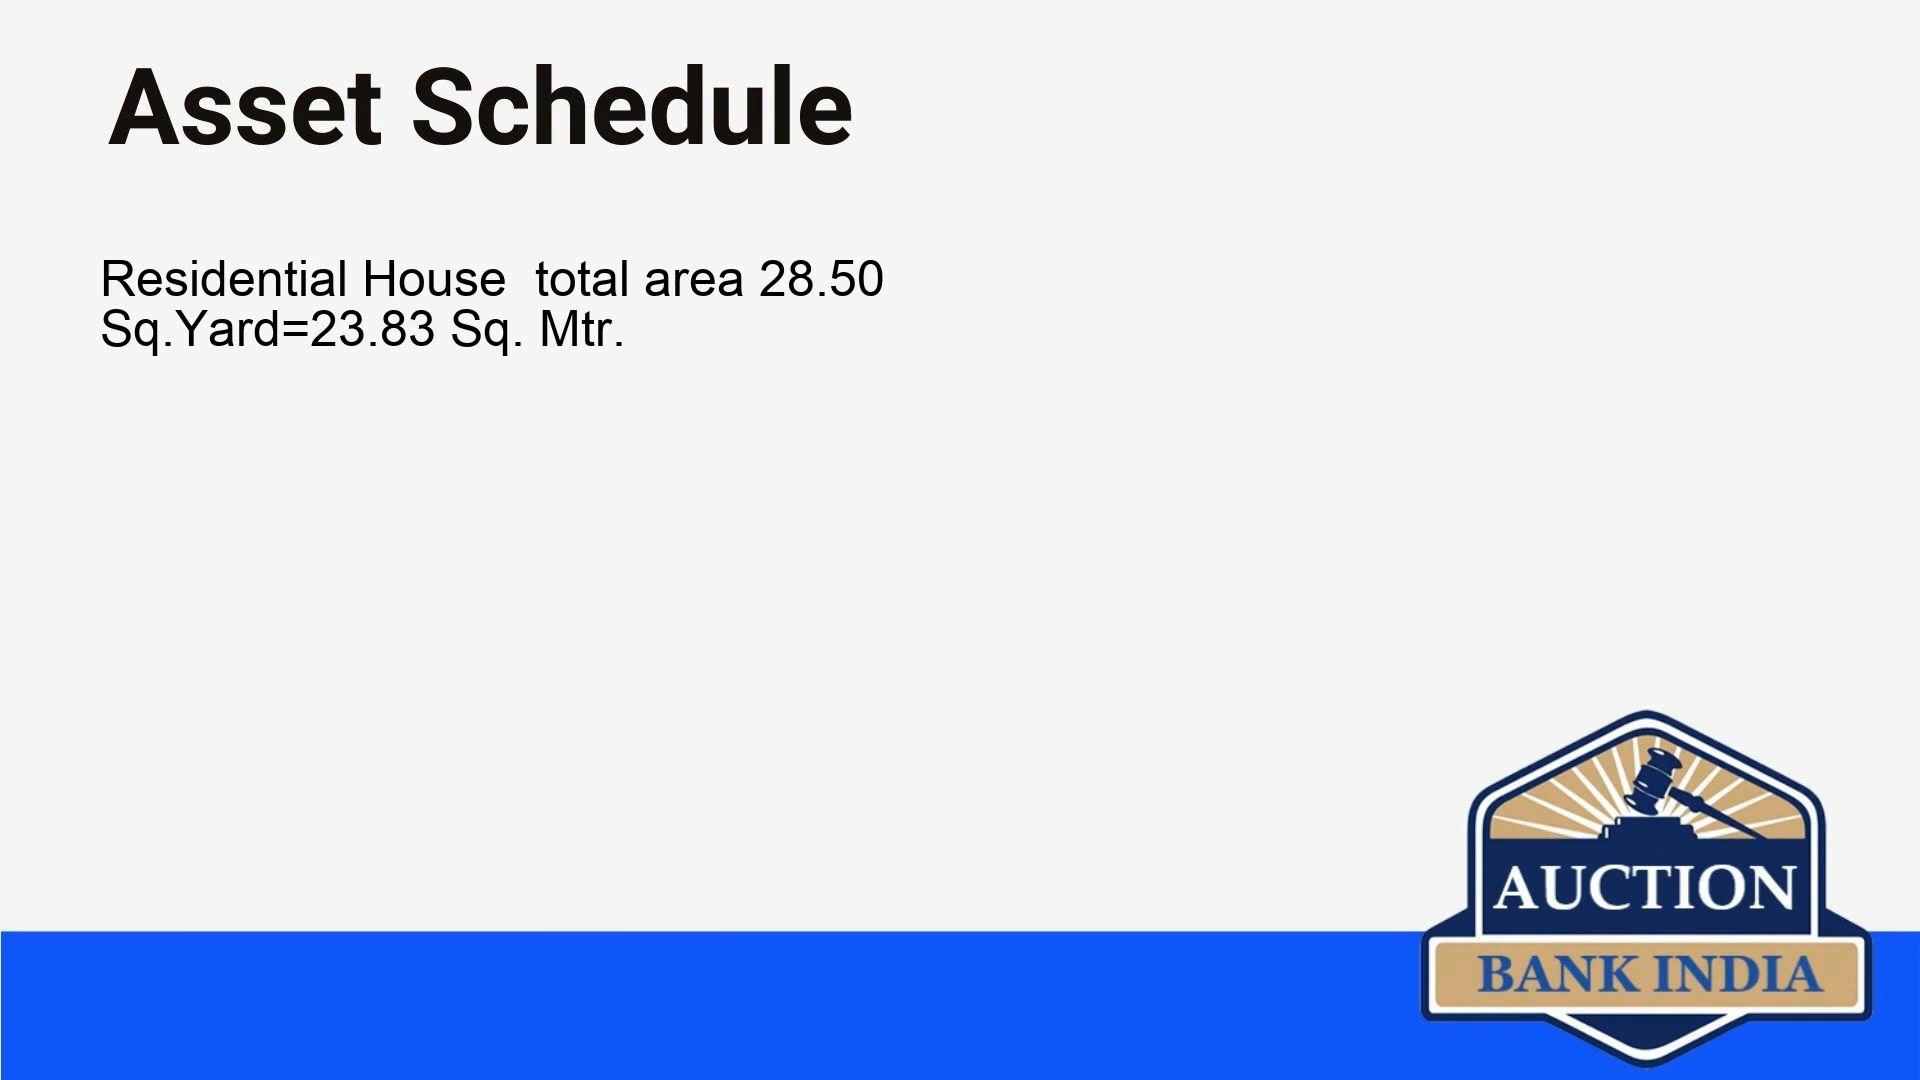 Asset Schedule
Residential House  total area 28.50
Sq.Yard=23.83 Sq. Mtr.
AUCTION
BANK INDIA